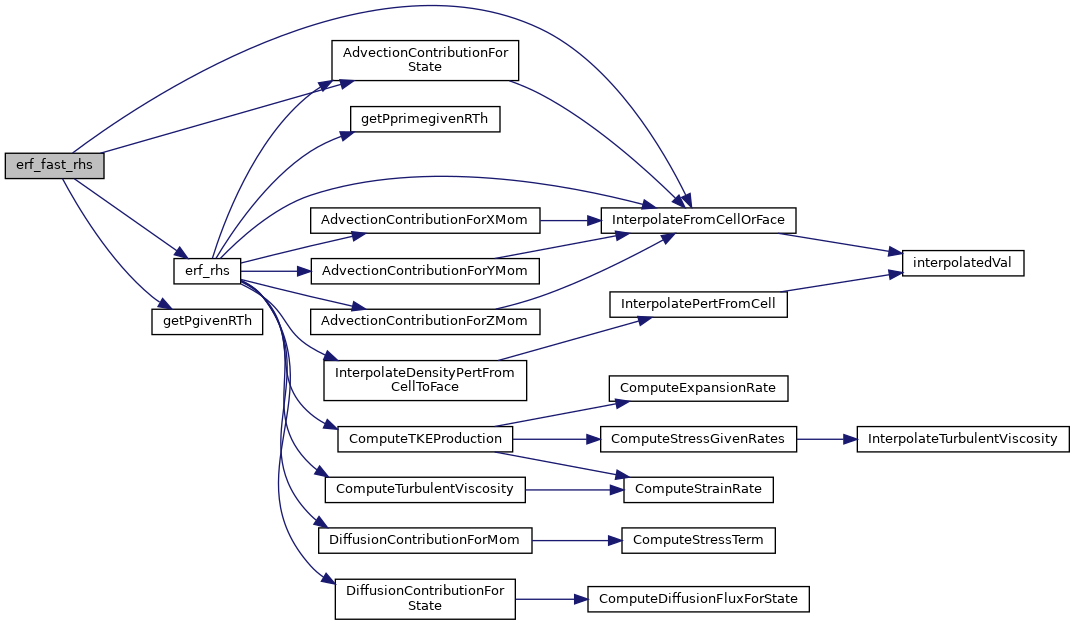 erf_fast_rhs
AdvectionContributionFor
State
getPprimegivenRTh
erf_rhs
getPgivenRTh
AdvectionContributionForXMom
AdvectionContributionForYMom
AdvectionContributionForZMom
InterpolateDensityPertFrom
CellToFace
ComputeTKEProduction
ComputeTurbulentViscosity
DiffusionContributionForMom
DiffusionContributionFor
State
InterpolateFromCellOrFace
InterpolatePertFromCell
ComputeExpansionRate
ComputeStressGivenRates
ComputeStrainRate
ComputeStressTerm
ComputeDiffusionFluxForState
interpolatedVal
InterpolateTurbulentViscosity